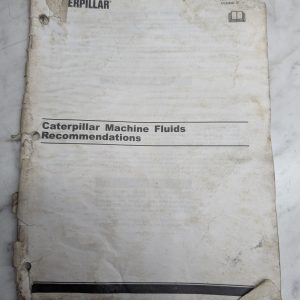 ERPILLAR
Caterpillar Machine Fluids
Recommendations